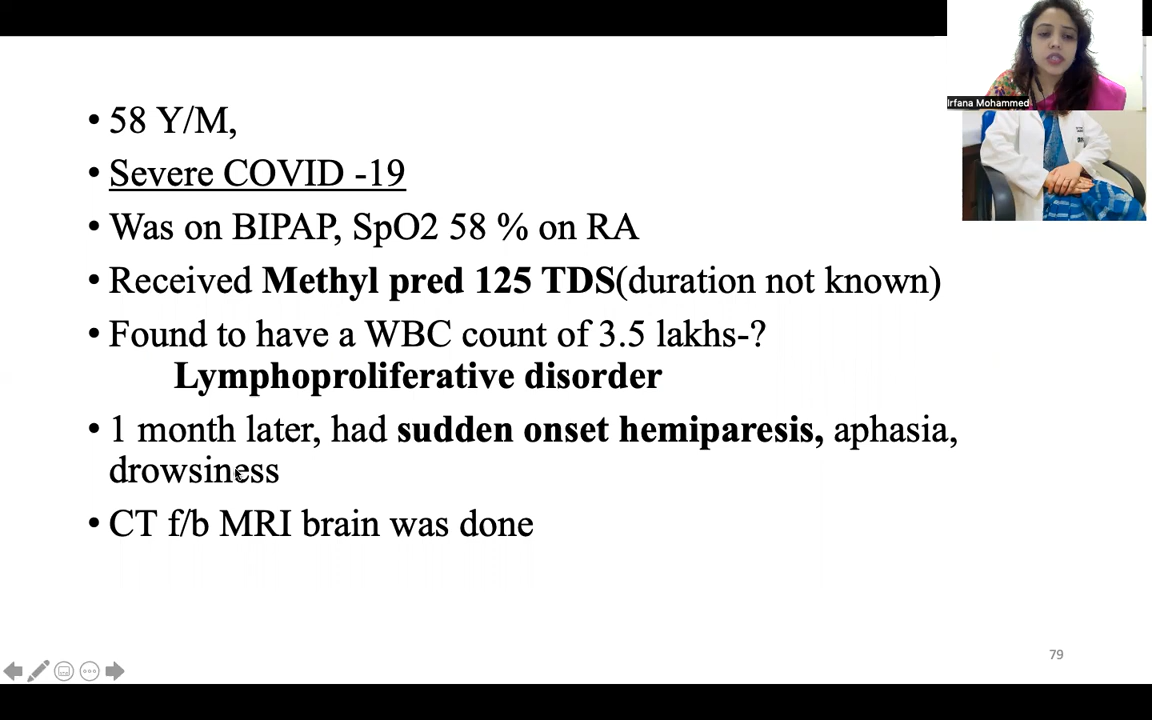 Irfana Mohammed
• 58 Y/M,
• Severe COVID -19
• Was on BIPAP, SpO2 58 % on RA
• Received Methyl pred 125 TDS(duration not known)
• Found to have a WBC count of 3.5 lakhs-?
Lymphoproliferative disorder
• 1 month later, had sudden onset hemiparesis, aphasia,
drowsiness
• CT f/b MRI brain was done
79